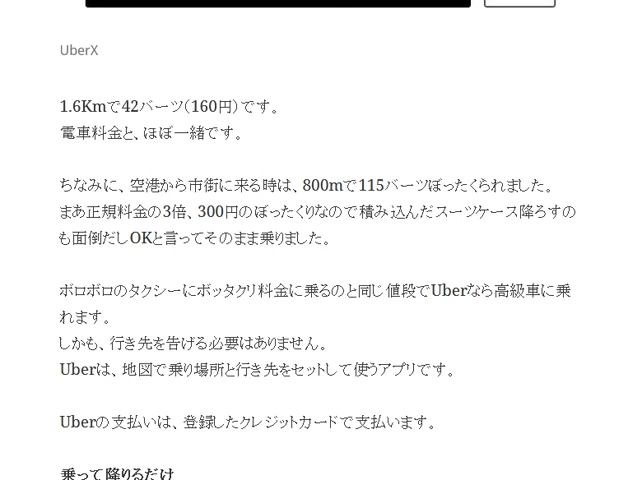 UberX
1.6Kmで42バーツ（160円）です。
電車料金と、ほぼ一緒です。
ちなみに、空港から市街に来る時は、800mで115バーツぼったくられました。
まあ正規料金の3倍、300円のぼったくりなので積み込んだスーツケース降ろすの
も面倒だしOKと言ってそのまま乗りました。
ボロボロのタクシーにボッタクリ料金に乗るのと同じ値段でUberなら高級車に乗
れます。
しかも、行き先を告げる必要はありません。
Uberは、地図で乗り場所と行き先をセットして使うアプリです。
Uberの支払いは、登録したクレジットカードで支払います。
乗って降りるだけ